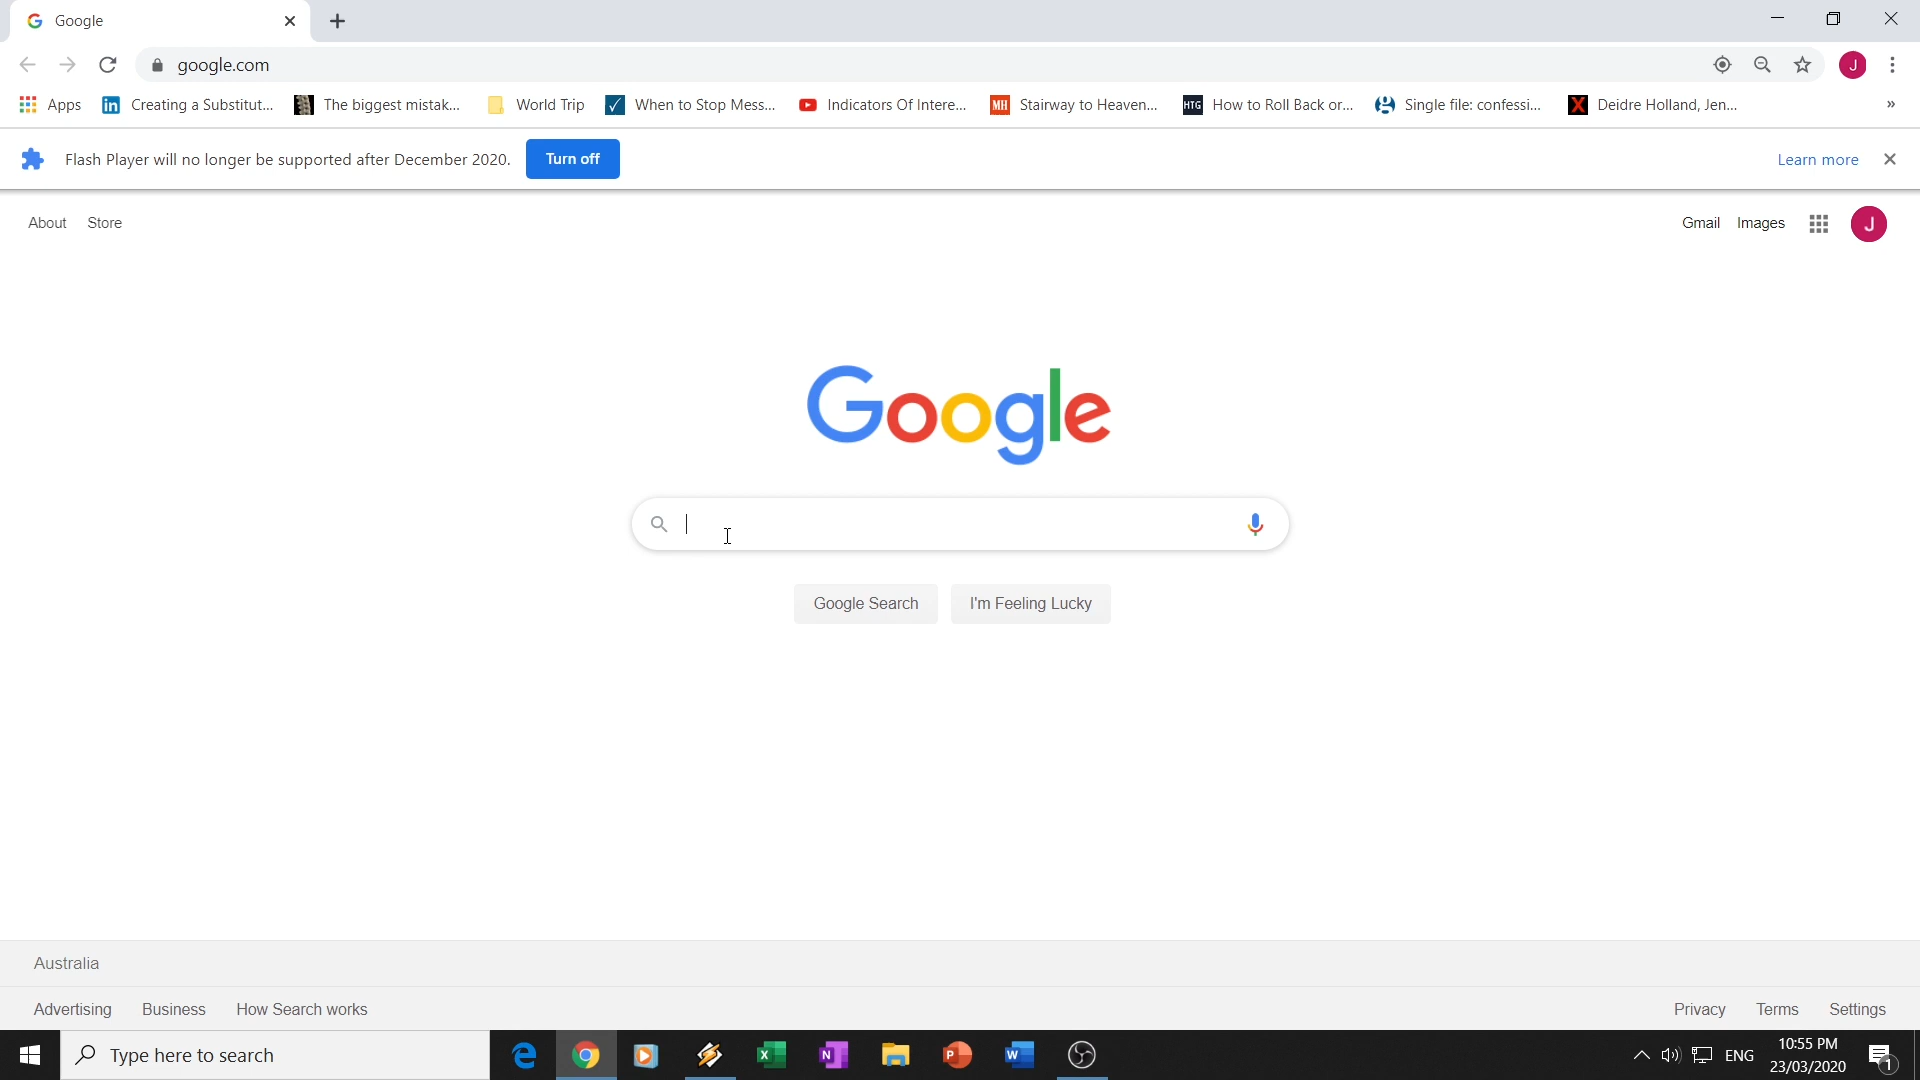 Google
google.com
Apps Creating a Substitut... The biggest mistak... World Trip When to Stop Mess... Indicators Of Intere... MH Stairway to Heaven... HTG How to Roll Back or... Single file: confessi... X Deidre Holland, Jen... »
Flash Player will no longer be supported after December 2020. Turn off Learn more
About Store Gmail Images J
Google
Google Search I'm Feeling Lucky
Australia
Advertising Business How Search works Privacy Terms Settings
Type here to search ENG 10:55 PM
23/03/2020 1